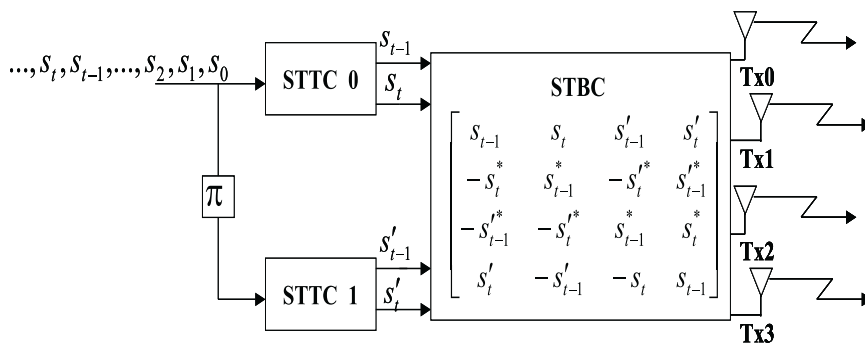 ..., s_t, s_{t-1}, ..., s_2, s_1, s_0
STTC 0
s_{t-1}
s_t
π
STTC 1
s'_{t-1}
s'_t
STBC
s_{t-1} s_t s'_{t-1} s'_t
-s_t^* s_{t-1}^* -s'_t^* s'_{t-1}^*
-s'_{t-1}^* -s'_t^* s_{t-1}^* s_t^*
s'_t -s'_{t-1} -s_t s_{t-1}
Tx0
Tx1
Tx2
Tx3